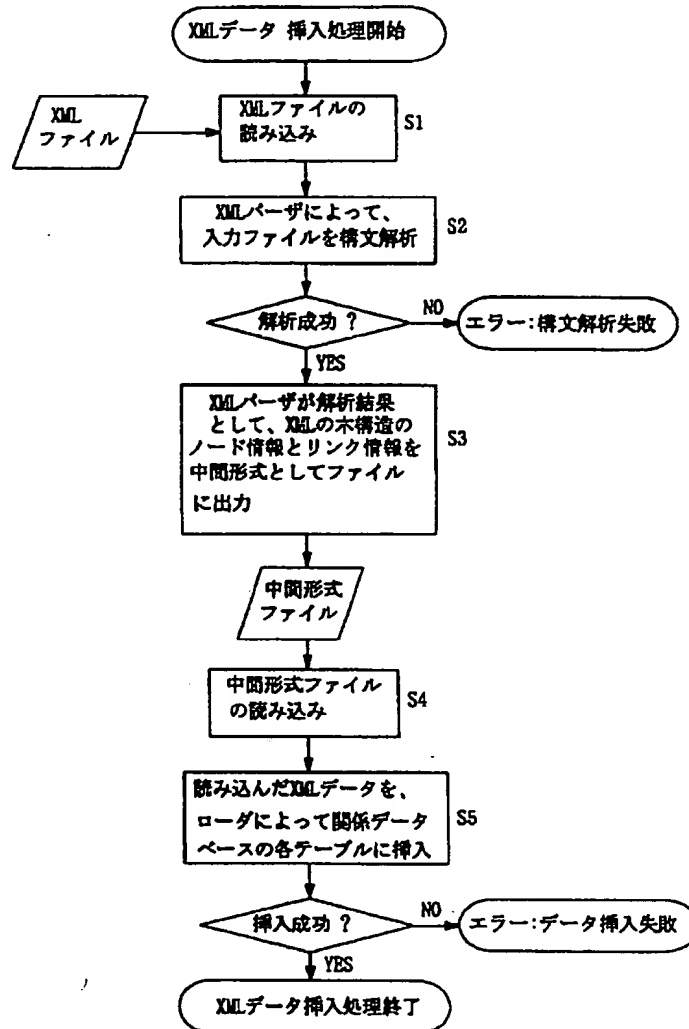 XMLデータ 挿入処理開始
XML
ファイル
XMLファイルの
読み込み
S1
XMLパーザによって、
入力ファイルを構文解析
S2
解析成功 ?
NO
エラー:構文解析失敗
YES
XMLパーザが解析結果
として、XMLの木構造の
ノード情報とリンク情報を
中間形式としてファイル
に出力
S3
中間形式
ファイル
中間形式ファイル
の読み込み
S4
読み込んだXMLデータを、
ローダによって関係データ
ベースの各テーブルに挿入
S5
挿入成功 ?
NO
エラー:データ挿入失敗
YES
XMLデータ挿入処理終了